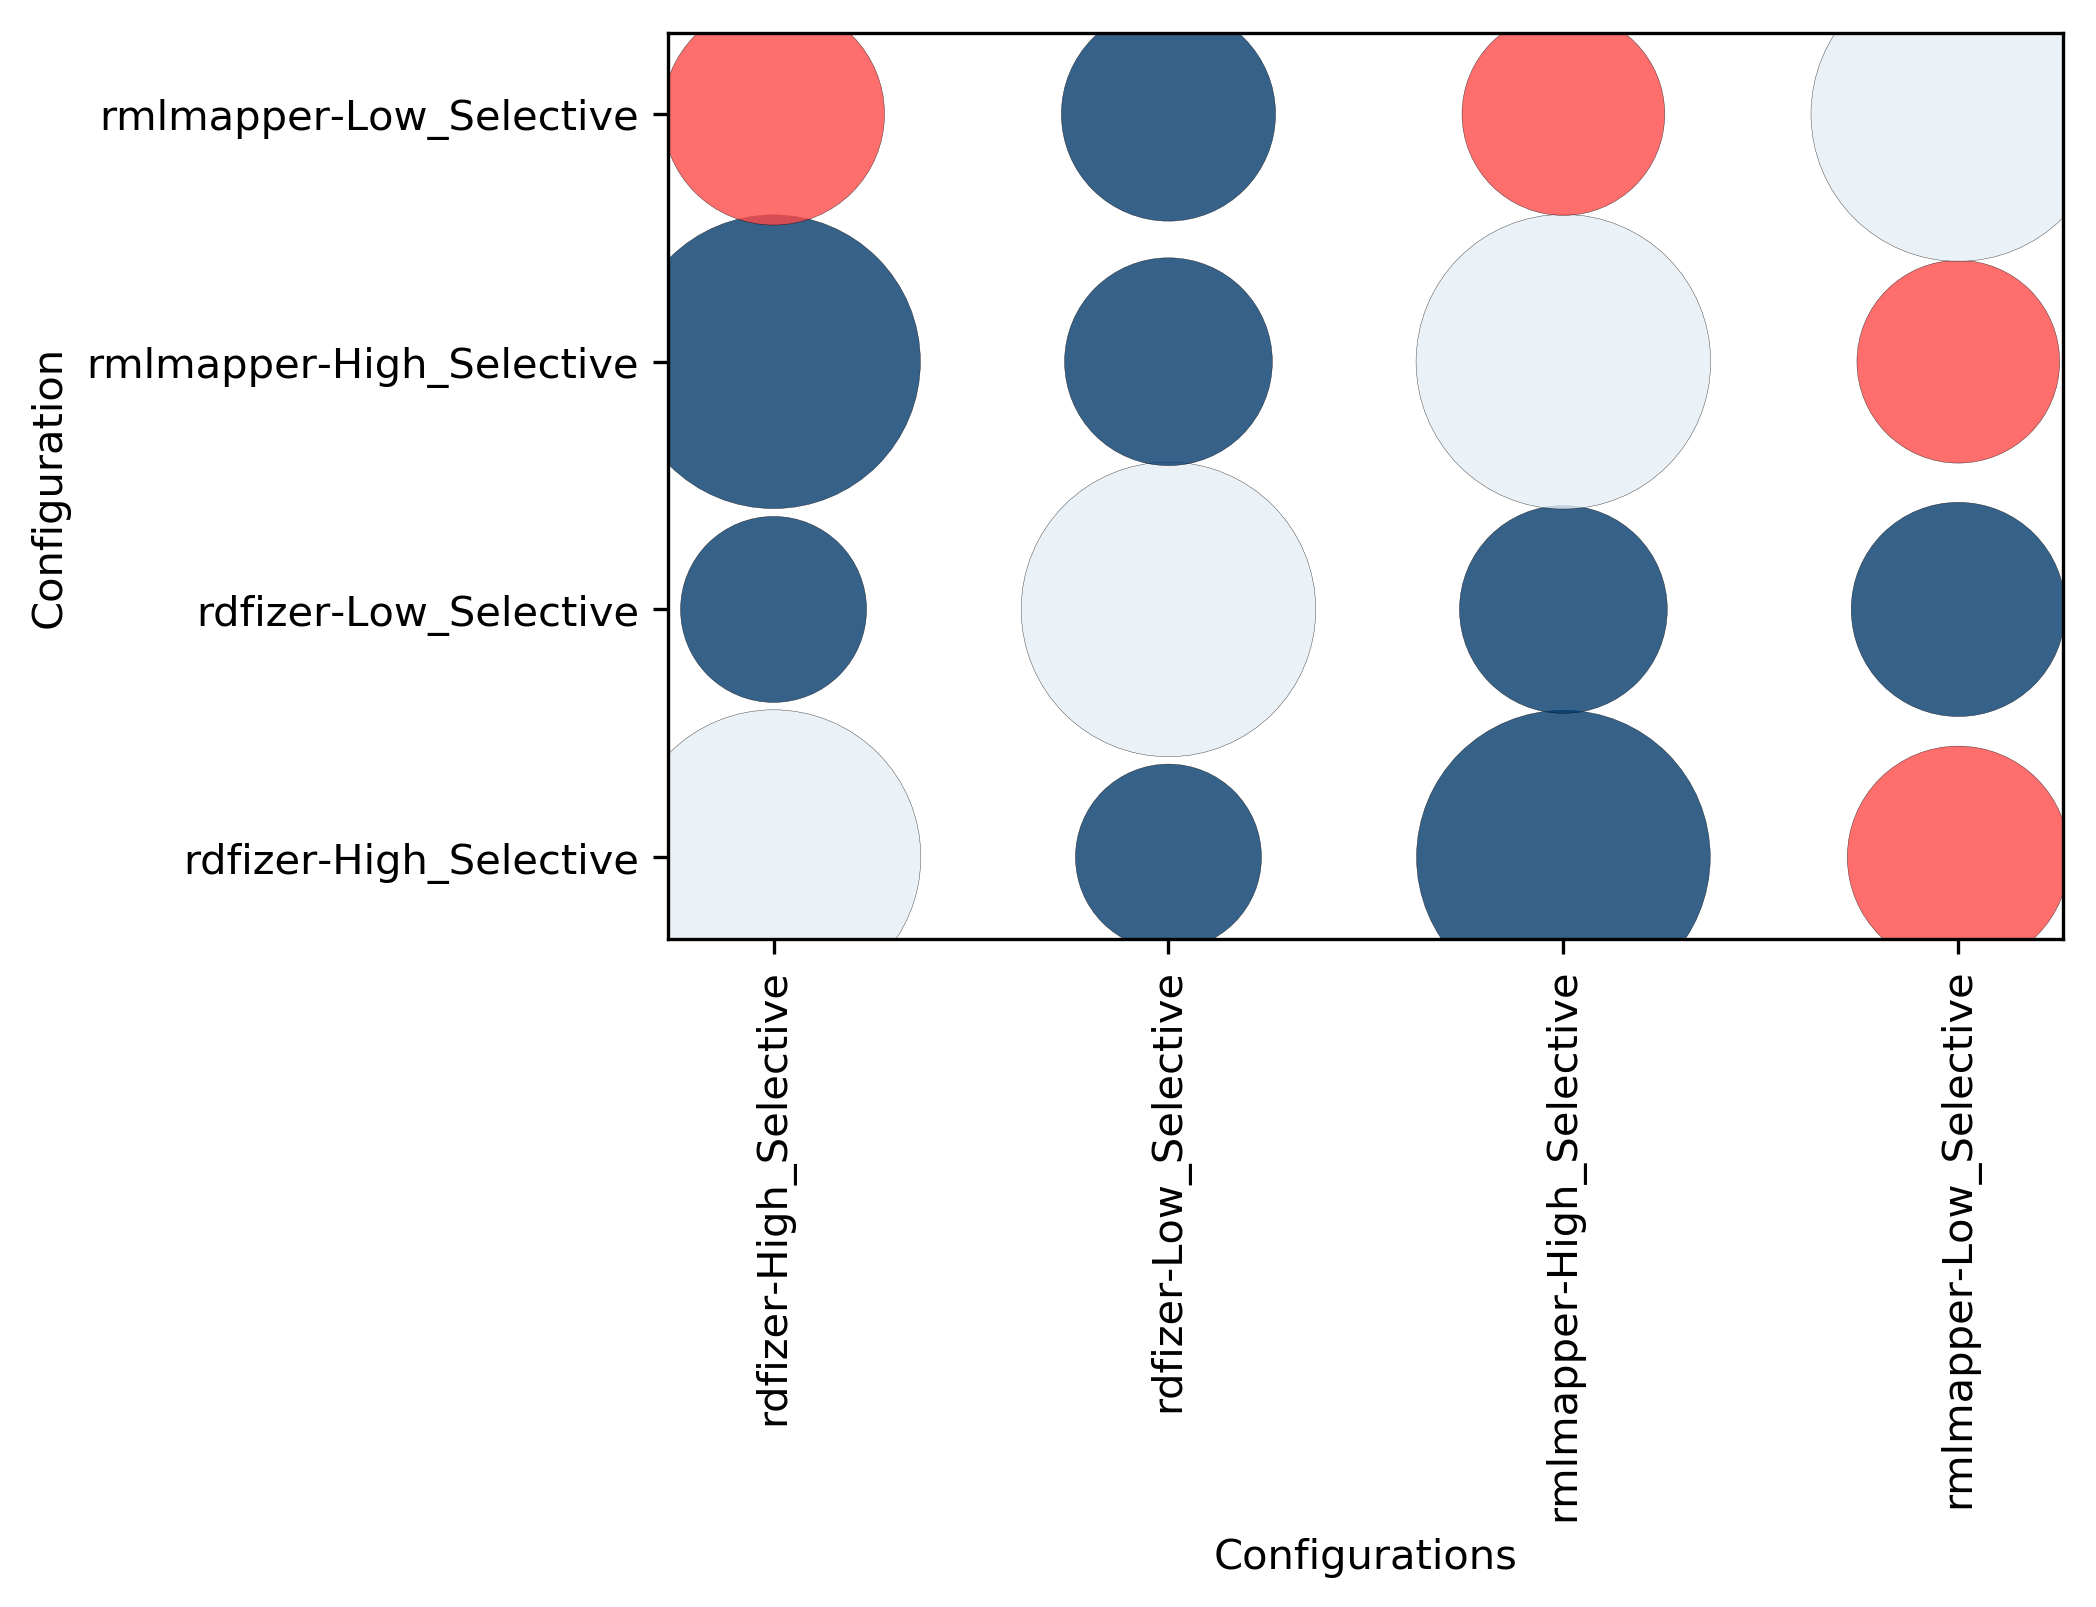 Configuration
rmlmapper-Low_Selective
rmlmapper-High_Selective
rdfizer-Low_Selective
rdfizer-High_Selective
rdfizer-High_Selective
rdfizer-Low_Selective
rmlmapper-High_Selective
rmlmapper-Low_Selective
Configurations